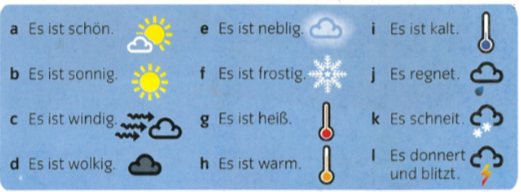 a Es ist schön.
b Es ist sonnig.
c Es ist windig.
d Es ist wolkig.
e Es ist neblig.
f Es ist frostig.
g Es ist heiß.
h Es ist warm.
i Es ist kalt.
j Es regnet.
k Es schneit.
l Es donnert
und blitzt.